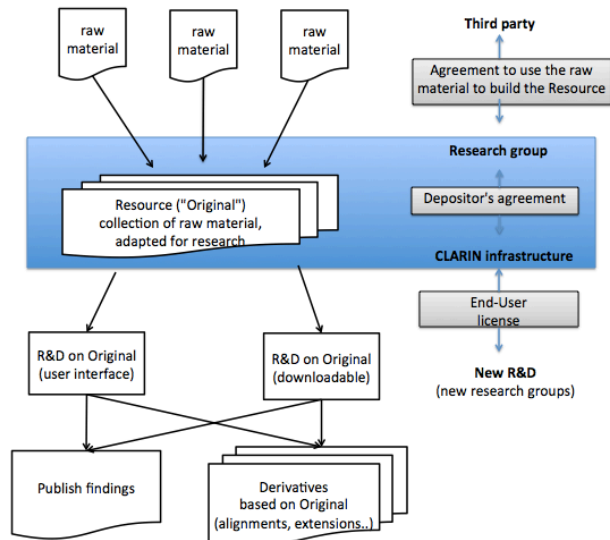 raw
material
raw
material
raw
material
Third party
Agreement to use the raw
material to build the Resource
Research group
Resource ("Original")
collection of raw material,
adapted for research
Depositor's agreement
CLARIN infrastructure
End-User
license
R&D on Original
(user interface)
R&D on Original
(downloadable)
New R&D
(new research groups)
Publish findings
Derivatives
based on Original
(alignments, extensions..)